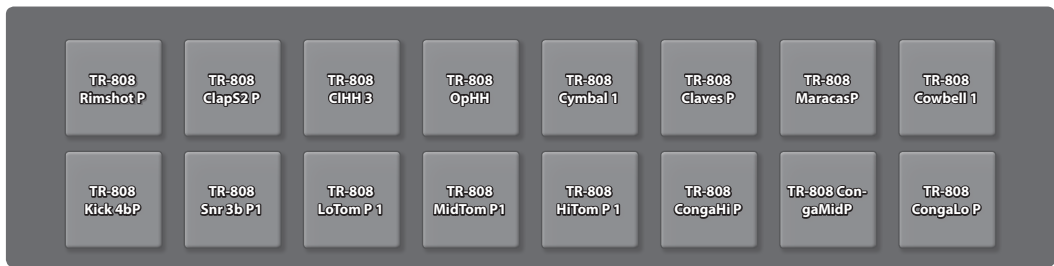 TR-808
Rimshot P
TR-808
ClapS2 P
TR-808
ClHH 3
TR-808
OpHH
TR-808
Cymbal 1
TR-808
Claves P
TR-808
MaracasP
TR-808
Cowbell 1
TR-808
Kick 4bP
TR-808
Snr 3b P1
TR-808
LoTom P 1
TR-808
MidTom P1
TR-808
HiTom P 1
TR-808
CongaHi P
TR-808 Con-
gaMidP
TR-808
CongaLo P